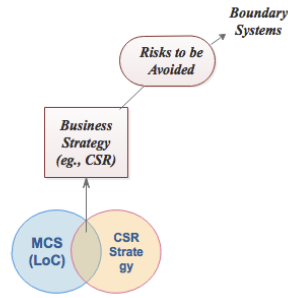 Boundary
Systems
Risks to be
Avoided
Business
Strategy
(eg., CSR)
MCS
(LoC)
CSR
Strate
gy